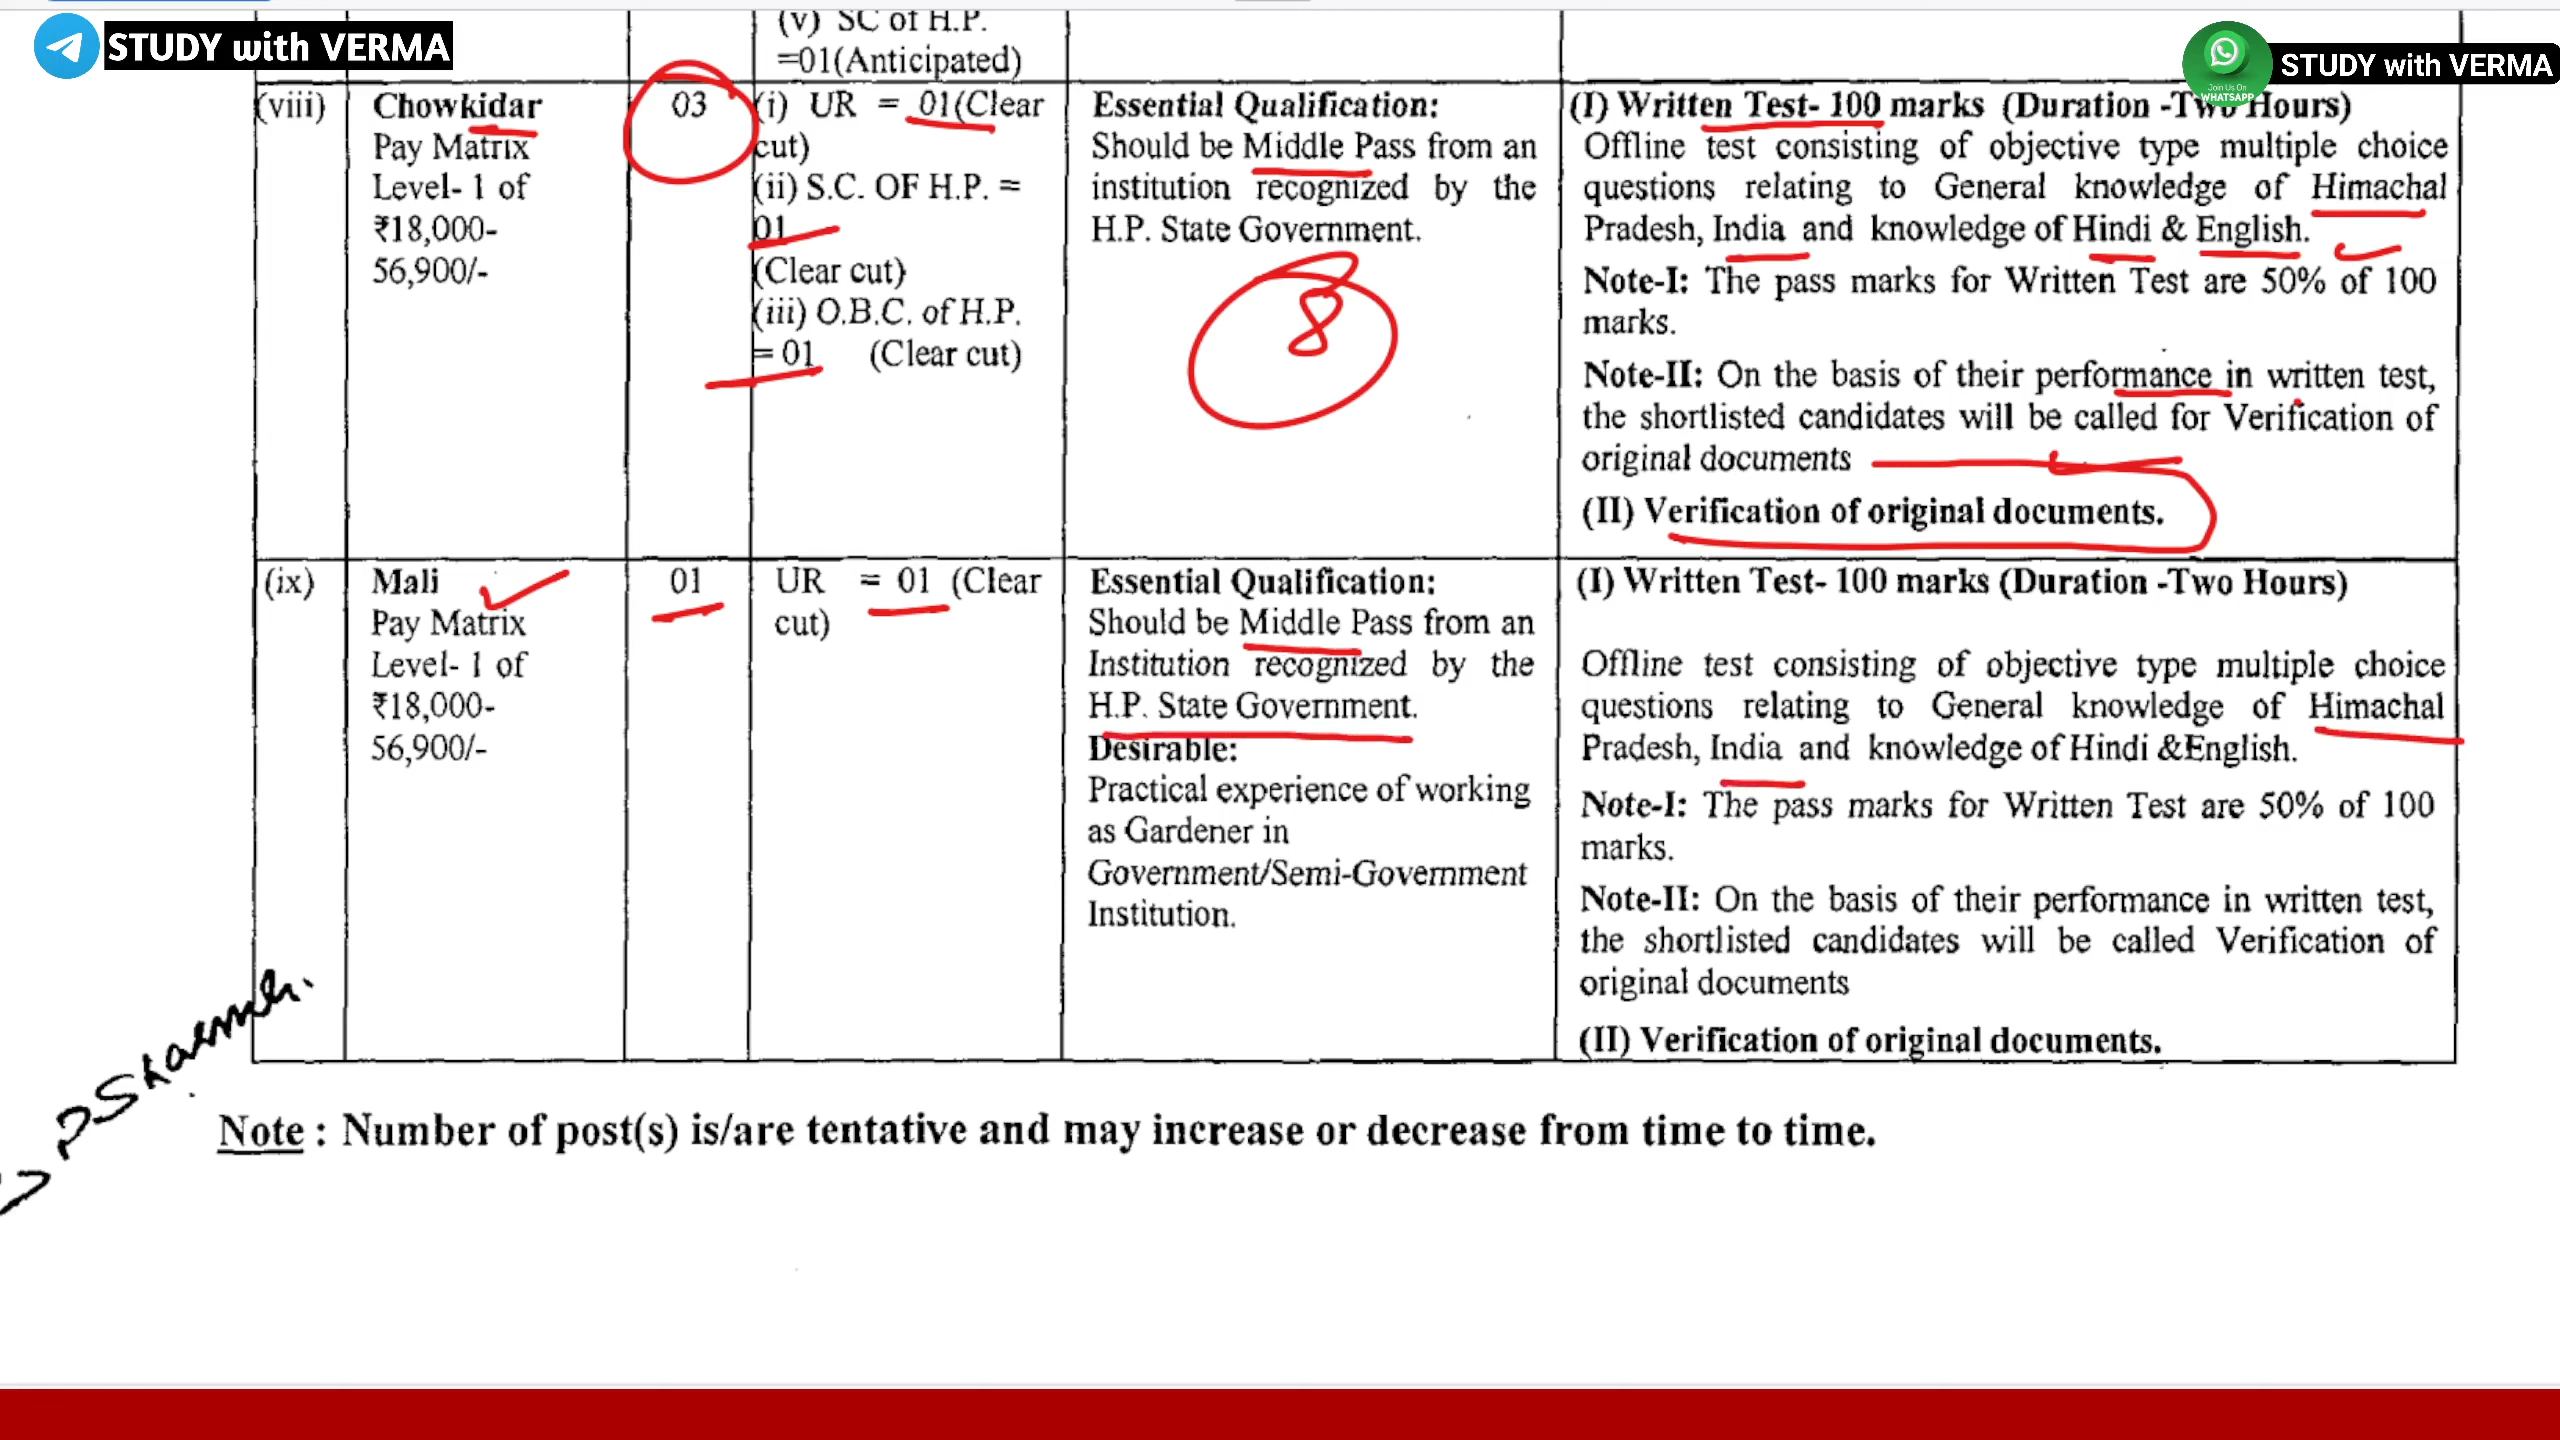 STUDY with VERMA
Join Us On
WHATSAPP
STUDY with VERMA
(v) SC of H.P.
=01(Anticipated)
(viii)
Chowkidar
Pay Matrix
Level- 1 of
₹18,000-
56,900/-
03
(i) UR = 01(Clear
cut)
(ii) S.C. OF H.P. =
01
(Clear cut)
(iii) O.B.C. of H.P.
= 01 (Clear cut)
Essential Qualification:
Should be Middle Pass from an
institution recognized by the
H.P. State Government.
8
(I) Written Test- 100 marks (Duration -Two Hours)
Offline test consisting of objective type multiple choice
questions relating to General knowledge of Himachal
Pradesh, India and knowledge of Hindi & English.
Note-I: The pass marks for Written Test are 50% of 100
marks.
Note-II: On the basis of their performance in written test,
the shortlisted candidates will be called for Verification of
original documents
(II) Verification of original documents.
(ix)
Mali
Pay Matrix
Level- 1 of
₹18,000-
56,900/-
01
UR = 01 (Clear
cut)
Essential Qualification:
Should be Middle Pass from an
Institution recognized by the
H.P. State Government.
Desirable:
Practical experience of working
as Gardener in
Government/Semi-Government
Institution.
(I) Written Test- 100 marks (Duration -Two Hours)
Offline test consisting of objective type multiple choice
questions relating to General knowledge of Himachal
Pradesh, India and knowledge of Hindi &English.
Note-I: The pass marks for Written Test are 50% of 100
marks.
Note-II: On the basis of their performance in written test,
the shortlisted candidates will be called Verification of
original documents
(II) Verification of original documents.
Note : Number of post(s) is/are tentative and may increase or decrease from time to time.